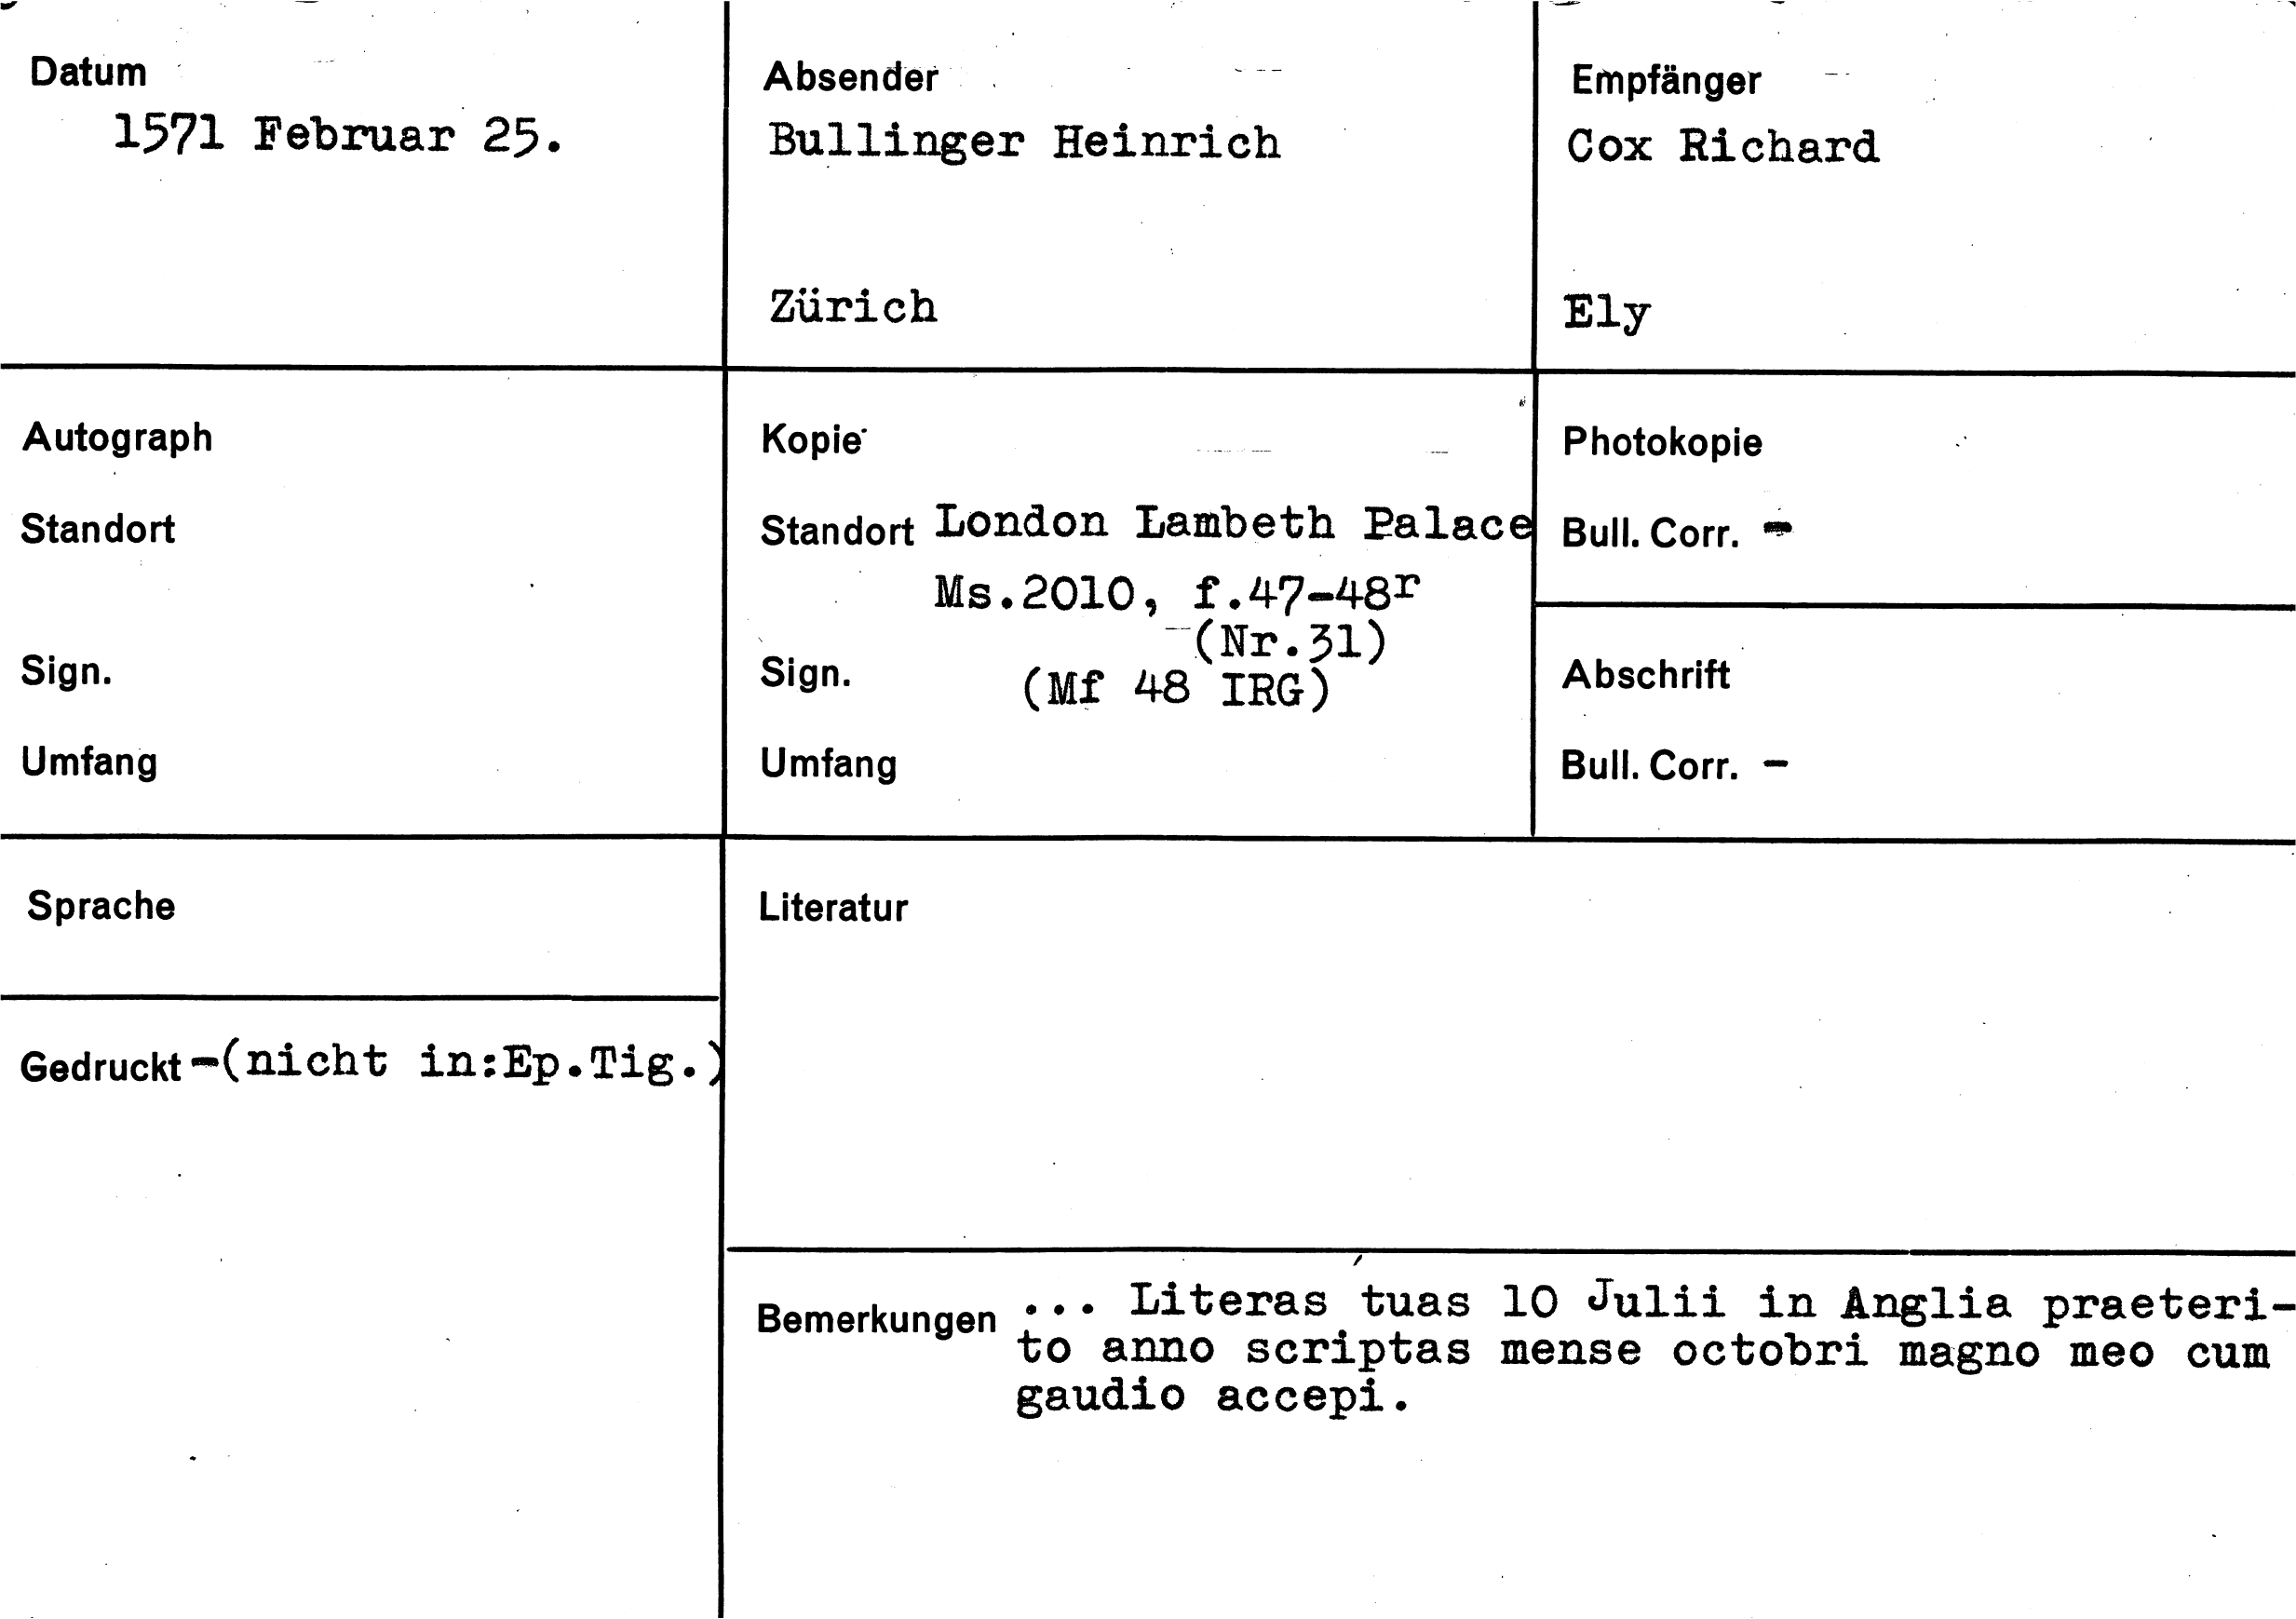 Datum
1571 Februar 25.
Absender
Bullinger Heinrich
Zürich
Empfänger
Cox Richard
Ely
Autograph
Standort
Sign.
Umfang
Kopie
Standort London Lambeth Palace
Ms.2010, f.47-48r
(Nr.31)
Sign. (Mf 48 IRG)
Umfang
Photokopie
Bull. Corr. -
Abschrift
Bull. Corr. -
Sprache
Gedruckt -(nicht in:Ep.Tig.)
Literatur
Bemerkungen ... Literas tuas 10 Julii in Anglia praeteri-
to anno scriptas mense octobri magno meo cum
gaudio accepi.